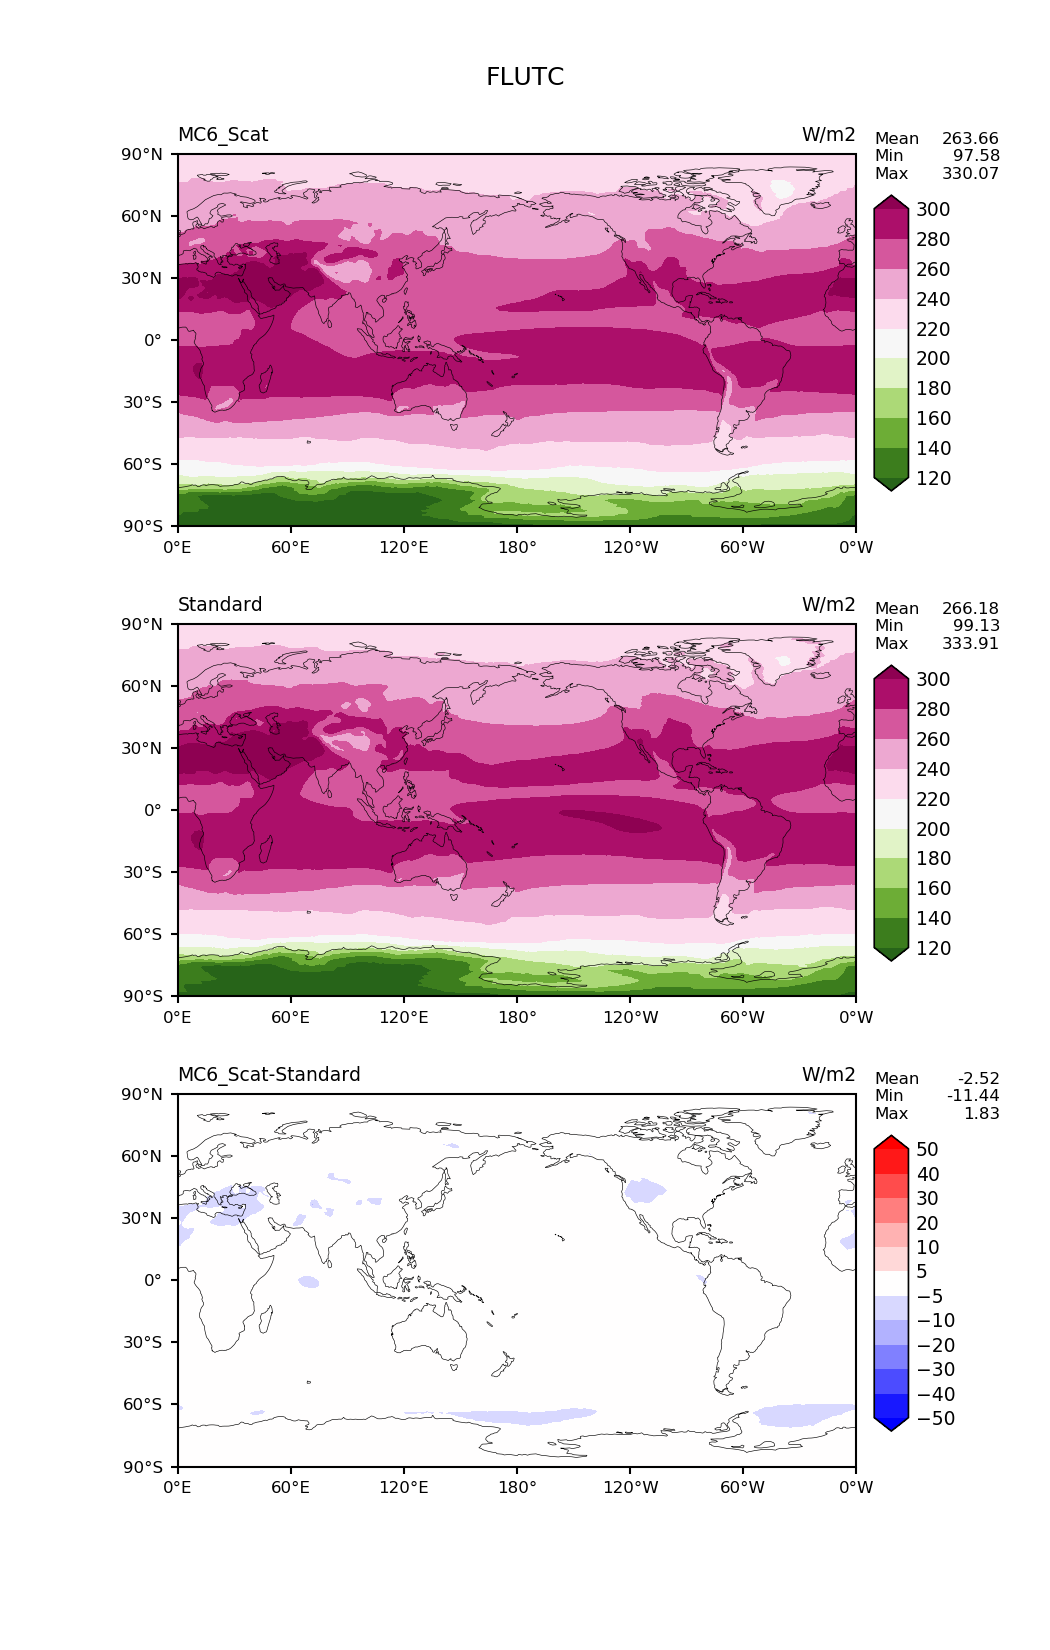 FLUTC
MC6_Scat W/m2
Mean 263.66
Min 97.58
Max 330.07
90°N
60°N
30°N
0°
30°S
60°S
90°S
0°E 60°E 120°E 180° 120°W 60°W 0°W
300
280
260
240
220
200
180
160
140
120
Standard W/m2
Mean 266.18
Min 99.13
Max 333.91
90°N
60°N
30°N
0°
30°S
60°S
90°S
0°E 60°E 120°E 180° 120°W 60°W 0°W
300
280
260
240
220
200
180
160
140
120
MC6_Scat-Standard W/m2
Mean -2.52
Min -11.44
Max 1.83
90°N
60°N
30°N
0°
30°S
60°S
90°S
0°E 60°E 120°E 180° 120°W 60°W 0°W
50
40
30
20
10
5
−5
−10
−20
−30
−40
−50